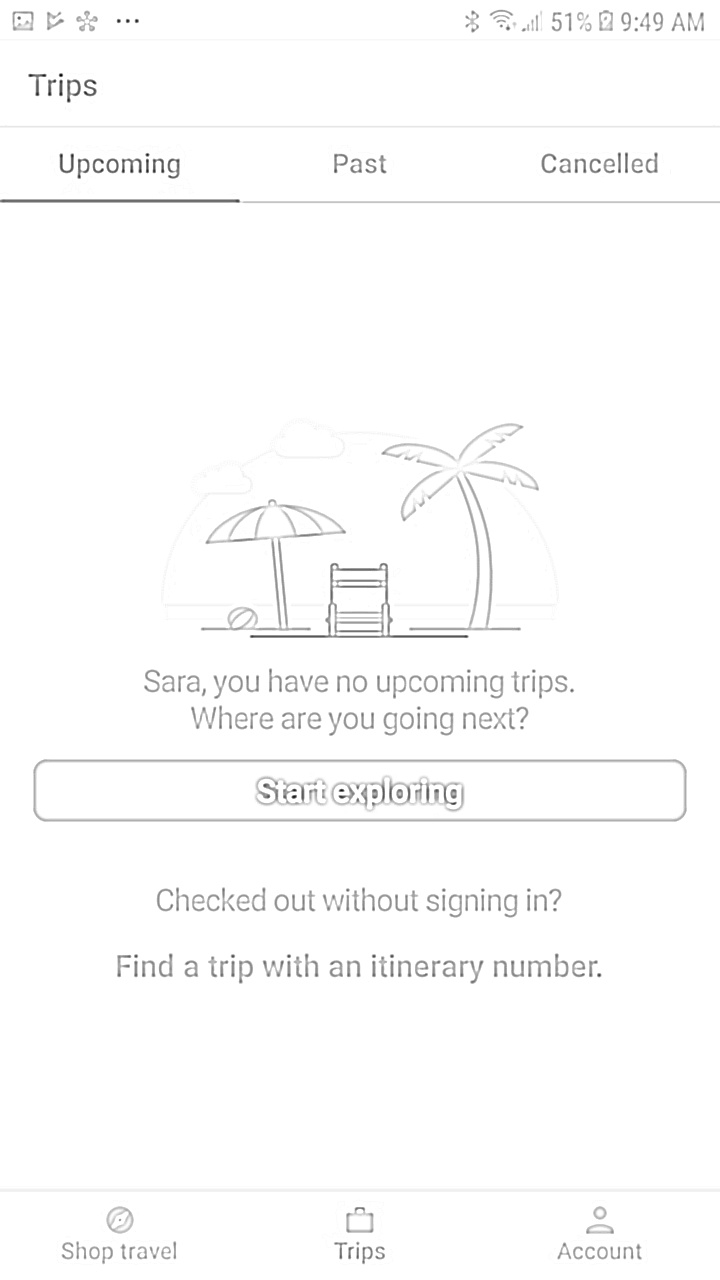 51% 9:49 AM
Trips
Upcoming Past Cancelled
Sara, you have no upcoming trips.
Where are you going next?
Start exploring
Checked out without signing in?
Find a trip with an itinerary number.
Shop travel Trips Account